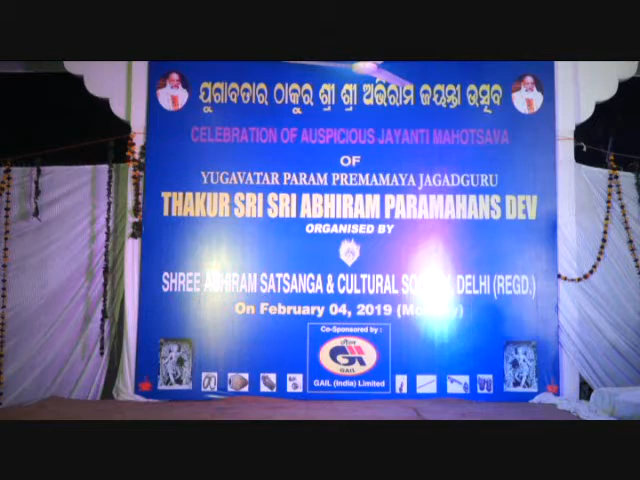 ଯୁଗାବତାର ଠାକୁର ଶ୍ରୀ ଶ୍ରୀ ଅଭିରାମ ଜୟନ୍ତୀ ଉତ୍ସବ
CELEBRATION OF AUSPICIOUS JAYANTI MAHOTSAVA
OF
YUGAVATAR PARAM PREMAMAYA JAGADGURU
THAKUR SRI SRI ABHIRAM PARAMAHANS DEV
ORGANISED BY
SHREE ABHIRAM SATSANGA & CULTURAL DELHI (REGD.)
On February 04, 2019
Co-Sponsored by :
गेल
GAIL
GAIL (India) Limited